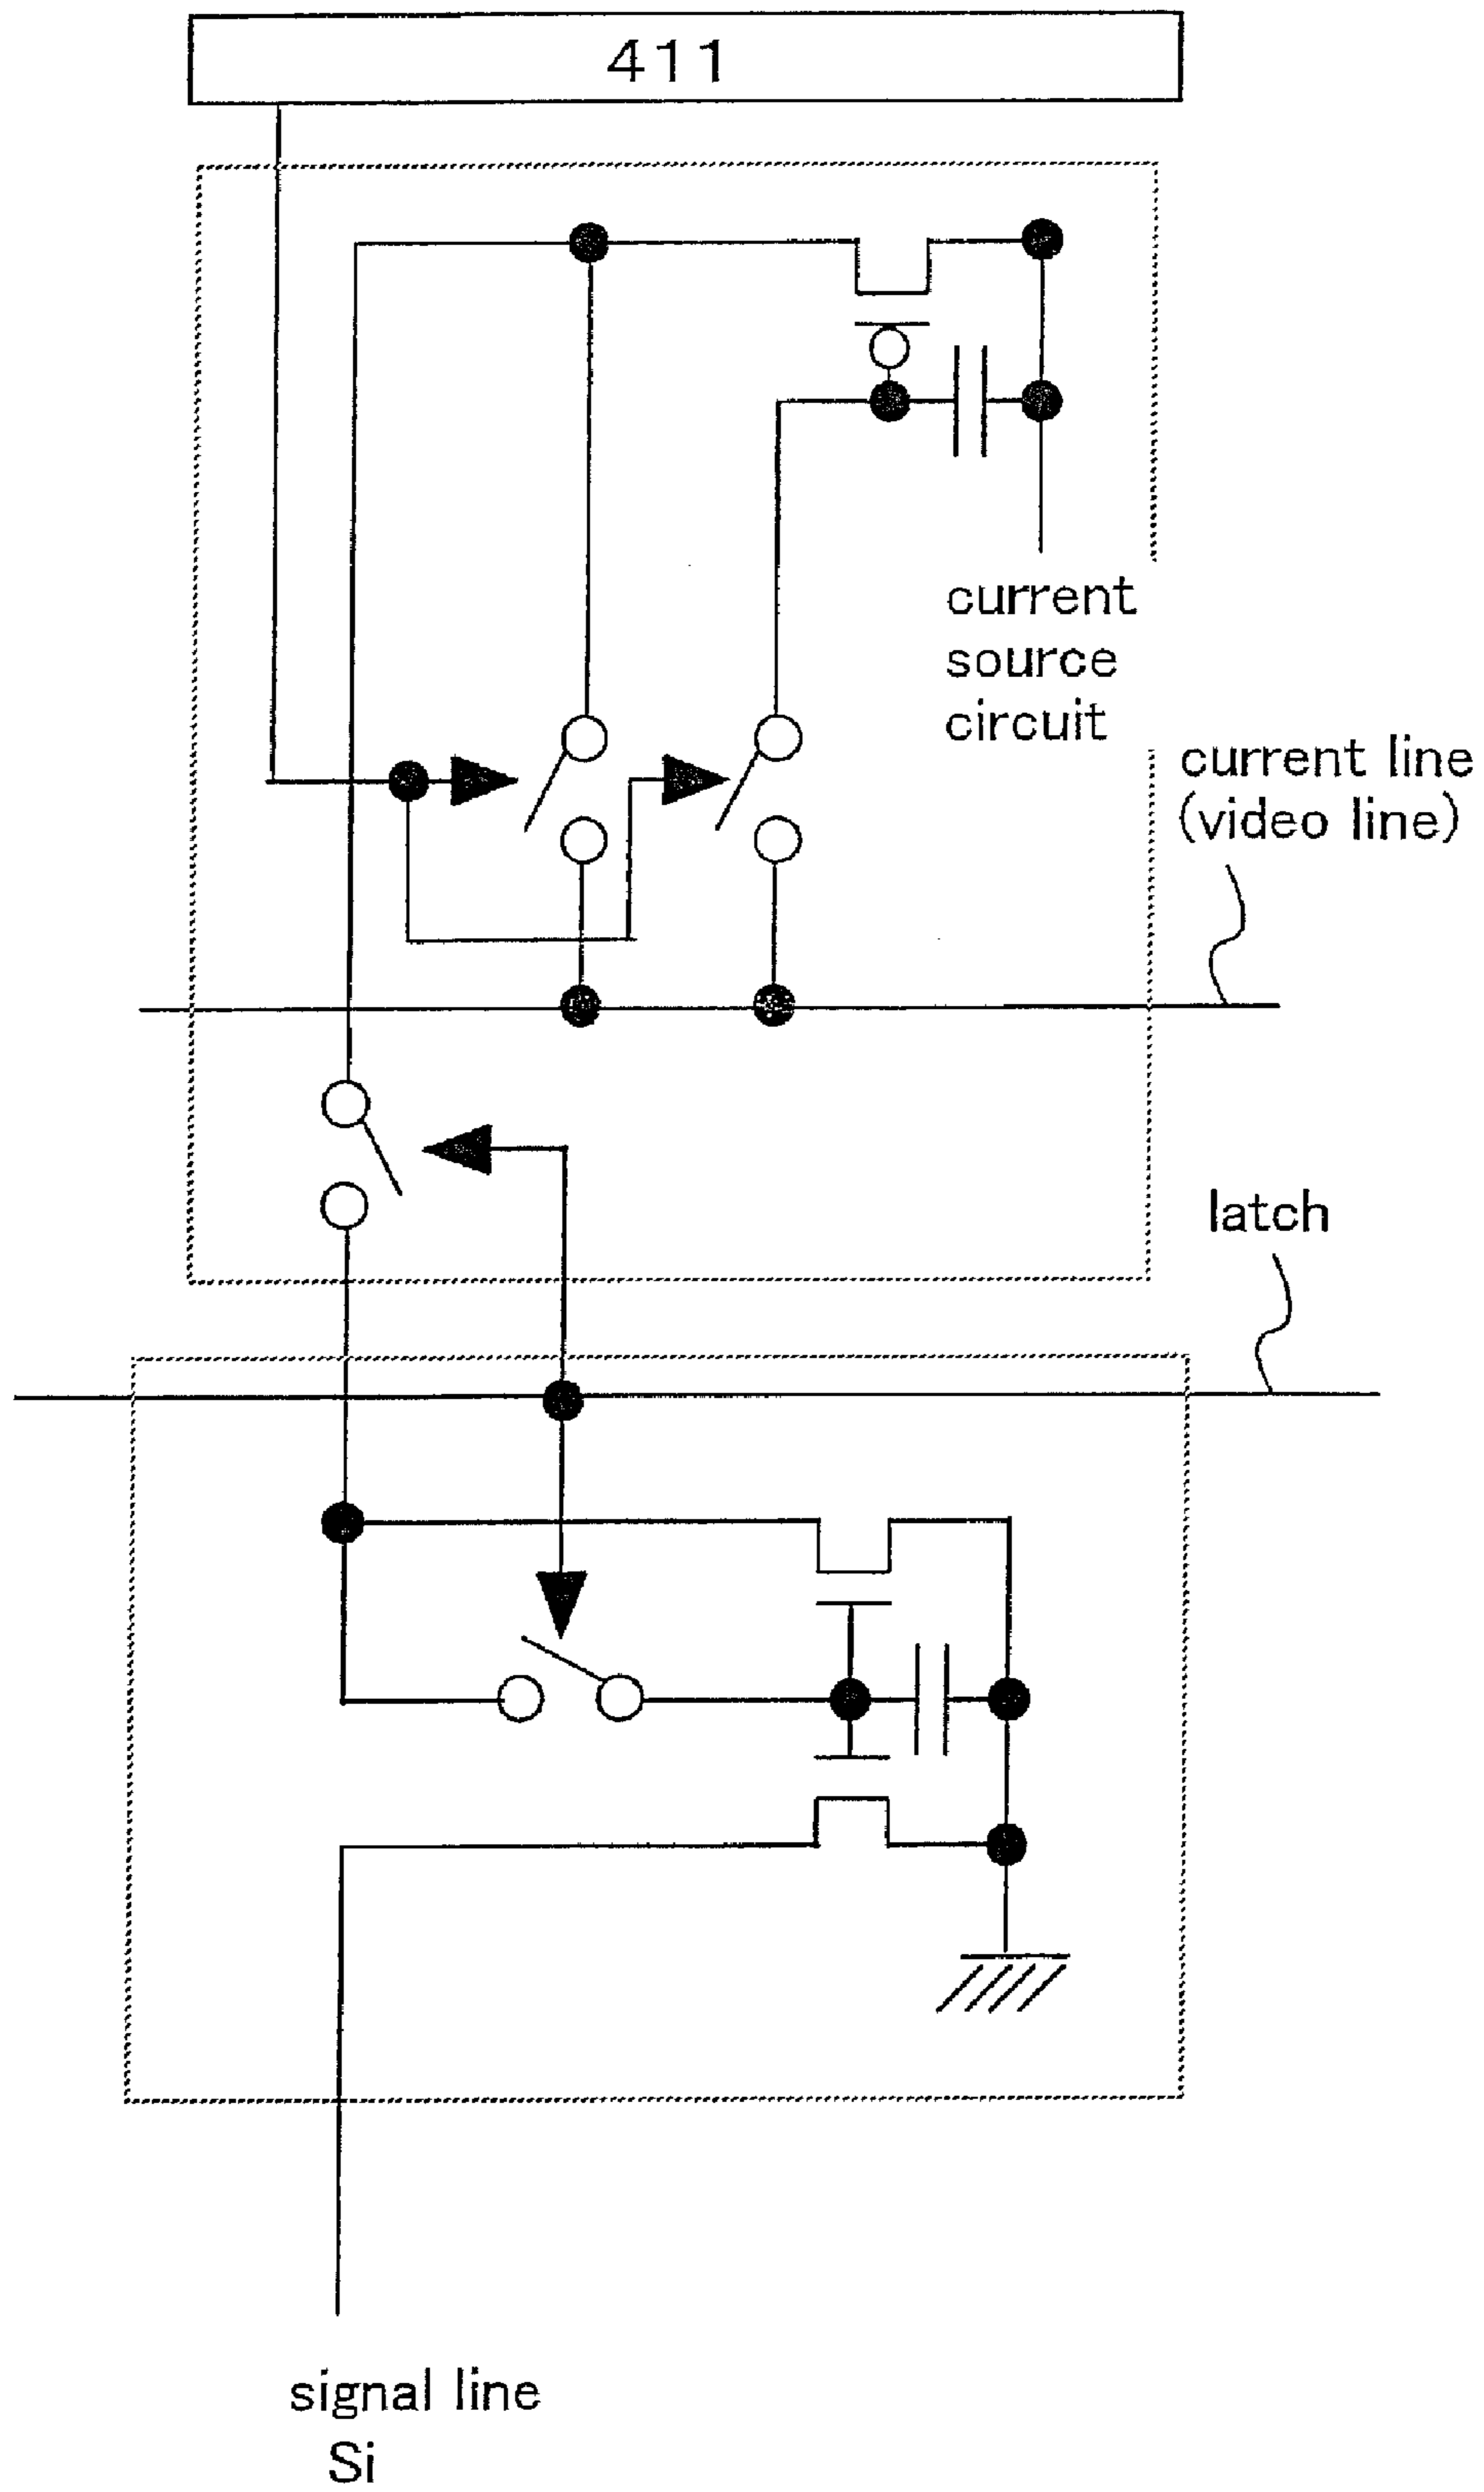 411
current
source
circuit
current line
(video line)
latch
signal line
Si